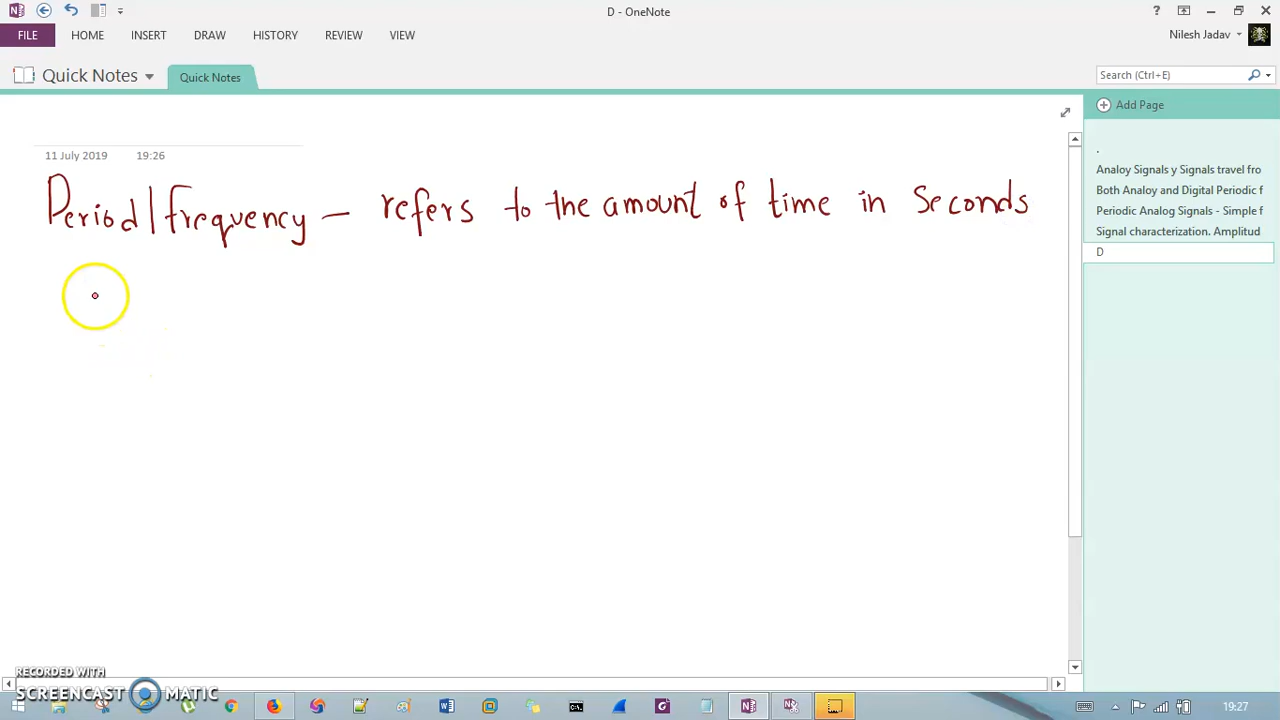 D - OneNote
?
Nilesh Jadav
FILE HOME INSERT DRAW HISTORY REVIEW VIEW
Quick Notes
Quick Notes
Search (Ctrl+E)
Add Page
11 July 2019 19:26
Period/frequency — refers to the amount of time in seconds
.
Analoy Signals y Signals travel fro
Both Analoy and Digital Periodic f
Periodic Analog Signals - Simple f
Signal characterization. Amplitud
D
RECORDED WITH
SCREENCAST MATIC
19:27